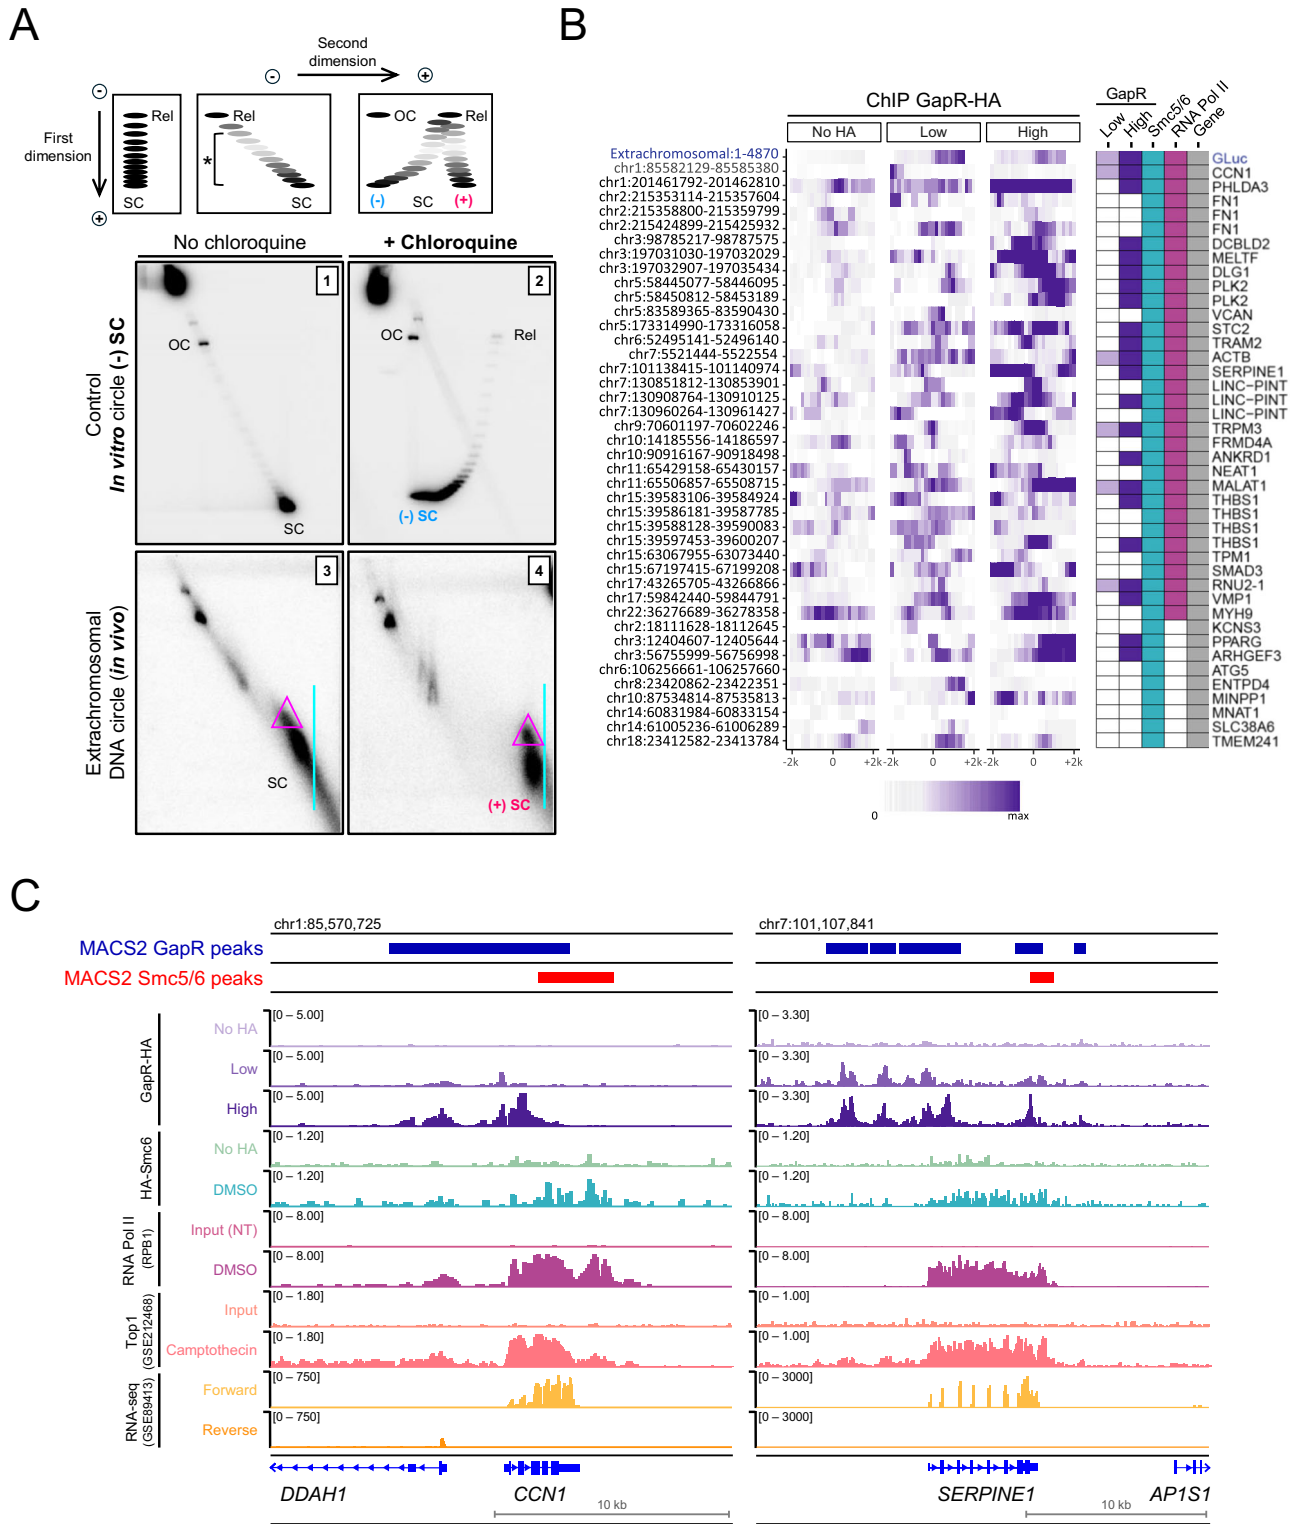 A
Second
dimension
-
+
-
Rel
First
dimension
SC
+
Rel
*
SC
OC
Rel
(-)
SC
(+)
No chloroquine
+ Chloroquine
Control
In vitro circle (-) SC
1
OC
SC
2
OC
Rel
(-) SC
Extrachromosomal
DNA circle (in vivo)
3
SC
4
(+) SC
B
ChIP GapR-HA
No HA
Low
High
GapR
Low
High
Smc5/6
RNA Pol II
Gene
Extrachromosomal:1-4870
chr1:85582129-85585380
chr1:201461792-201462810
chr2:215353114-215357604
chr2:215358800-215359799
chr2:215424899-215425932
chr3:98785217-98787575
chr3:197031030-197032029
chr3:197032907-197035434
chr5:58445077-58446095
chr5:58450812-58453189
chr5:83589365-83590430
chr5:173314990-173316058
chr6:52495141-52496140
chr7:5521444-5522554
chr7:101138415-101140974
chr7:130851812-130853901
chr7:130908764-130910125
chr7:130960264-130961427
chr9:70601197-70602246
chr10:14185556-14186597
chr10:90916167-90918498
chr11:65429158-65430157
chr11:65506857-65508715
chr15:39583106-39584924
chr15:39586181-39587785
chr15:39588128-39590083
chr15:39597453-39600207
chr15:63067955-63073440
chr15:67197415-67199208
chr17:43265705-43266866
chr17:59842440-59844791
chr22:36276689-36278358
chr2:18111628-18112645
chr3:12404607-12405644
chr3:56755999-56756998
chr6:106256661-106257660
chr8:23420862-23422351
chr10:87534814-87535813
chr14:60831984-60833154
chr14:61005236-61006289
chr18:23412582-23413784
GLuc
CCN1
PHLDA3
FN1
FN1
FN1
DCBLD2
MELTF
DLG1
PLK2
PLK2
VCAN
STC2
TRAM2
ACTB
SERPINE1
LINC−PINT
LINC−PINT
LINC−PINT
TRPM3
FRMD4A
ANKRD1
NEAT1
MALAT1
THBS1
THBS1
THBS1
THBS1
TPM1
SMAD3
RNU2-1
VMP1
MYH9
KCNS3
PPARG
ARHGEF3
ATG5
ENTPD4
MINPP1
MNAT1
SLC38A6
TMEM241
-2k 0 +2k -2k 0 +2k -2k 0 +2k
0
max
C
chr1:85,570,725
chr7:101,107,841
MACS2 GapR peaks
MACS2 Smc5/6 peaks
GapR-HA
No HA
[0 – 5.00]
[0 – 3.30]
Low
[0 – 5.00]
[0 – 3.30]
High
[0 – 5.00]
[0 – 3.30]
HA-Smc6
No HA
[0 – 1.20]
[0 – 1.20]
DMSO
[0 – 1.20]
[0 – 1.20]
RNA Pol II
(RPB1)
Input (NT)
[0 – 8.00]
[0 – 8.00]
DMSO
[0 – 8.00]
[0 – 8.00]
Top1
(GSE212468)
Input
[0 – 1.80]
[0 – 1.00]
Camptothecin
[0 – 1.80]
[0 – 1.00]
RNA-seq
(GSE89413)
Forward
[0 – 750]
[0 – 3000]
Reverse
[0 – 750]
[0 – 3000]
DDAH1
CCN1
10 kb
SERPINE1
AP1S1
10 kb